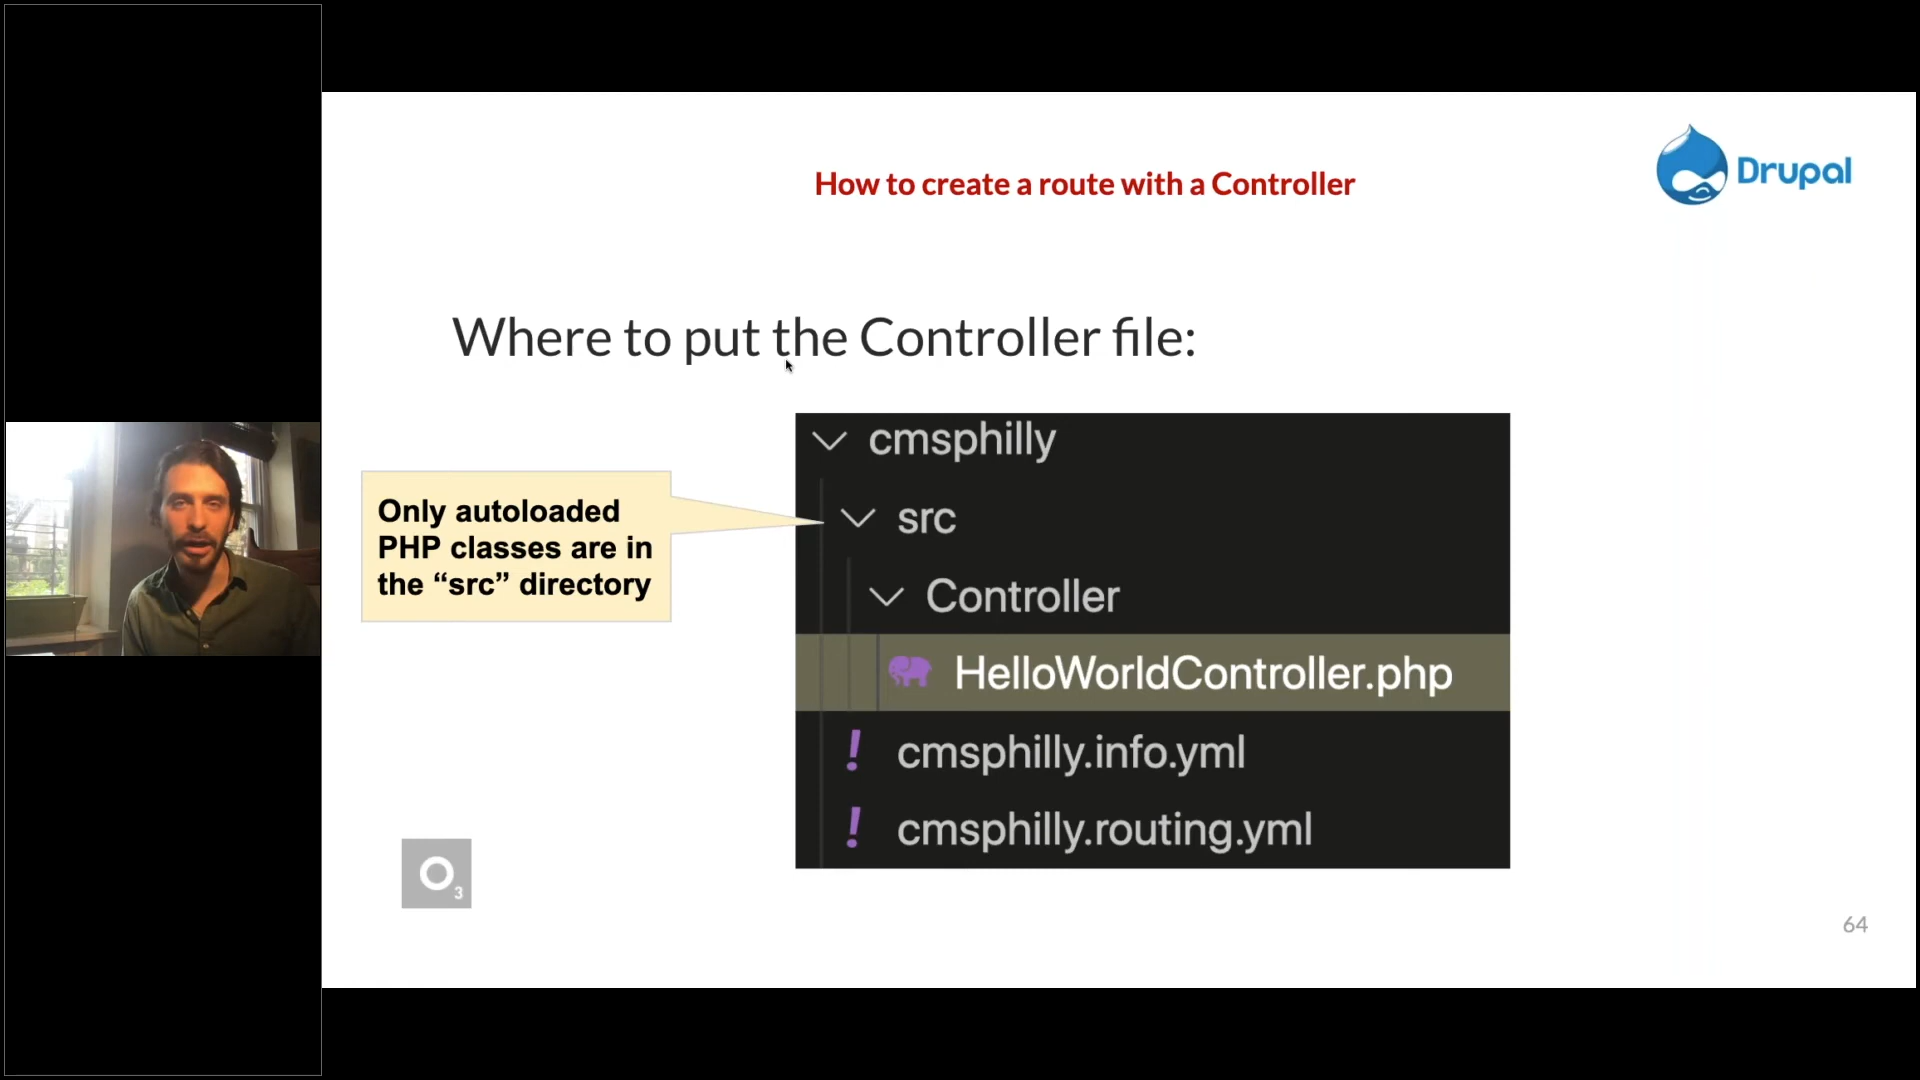 How to create a route with a Controller
Drupal
Where to put the Controller file:
Only autoloaded
PHP classes are in
the “src” directory
cmsphilly
src
Controller
HelloWorldController.php
! cmsphilly.info.yml
! cmsphilly.routing.yml
O3
64